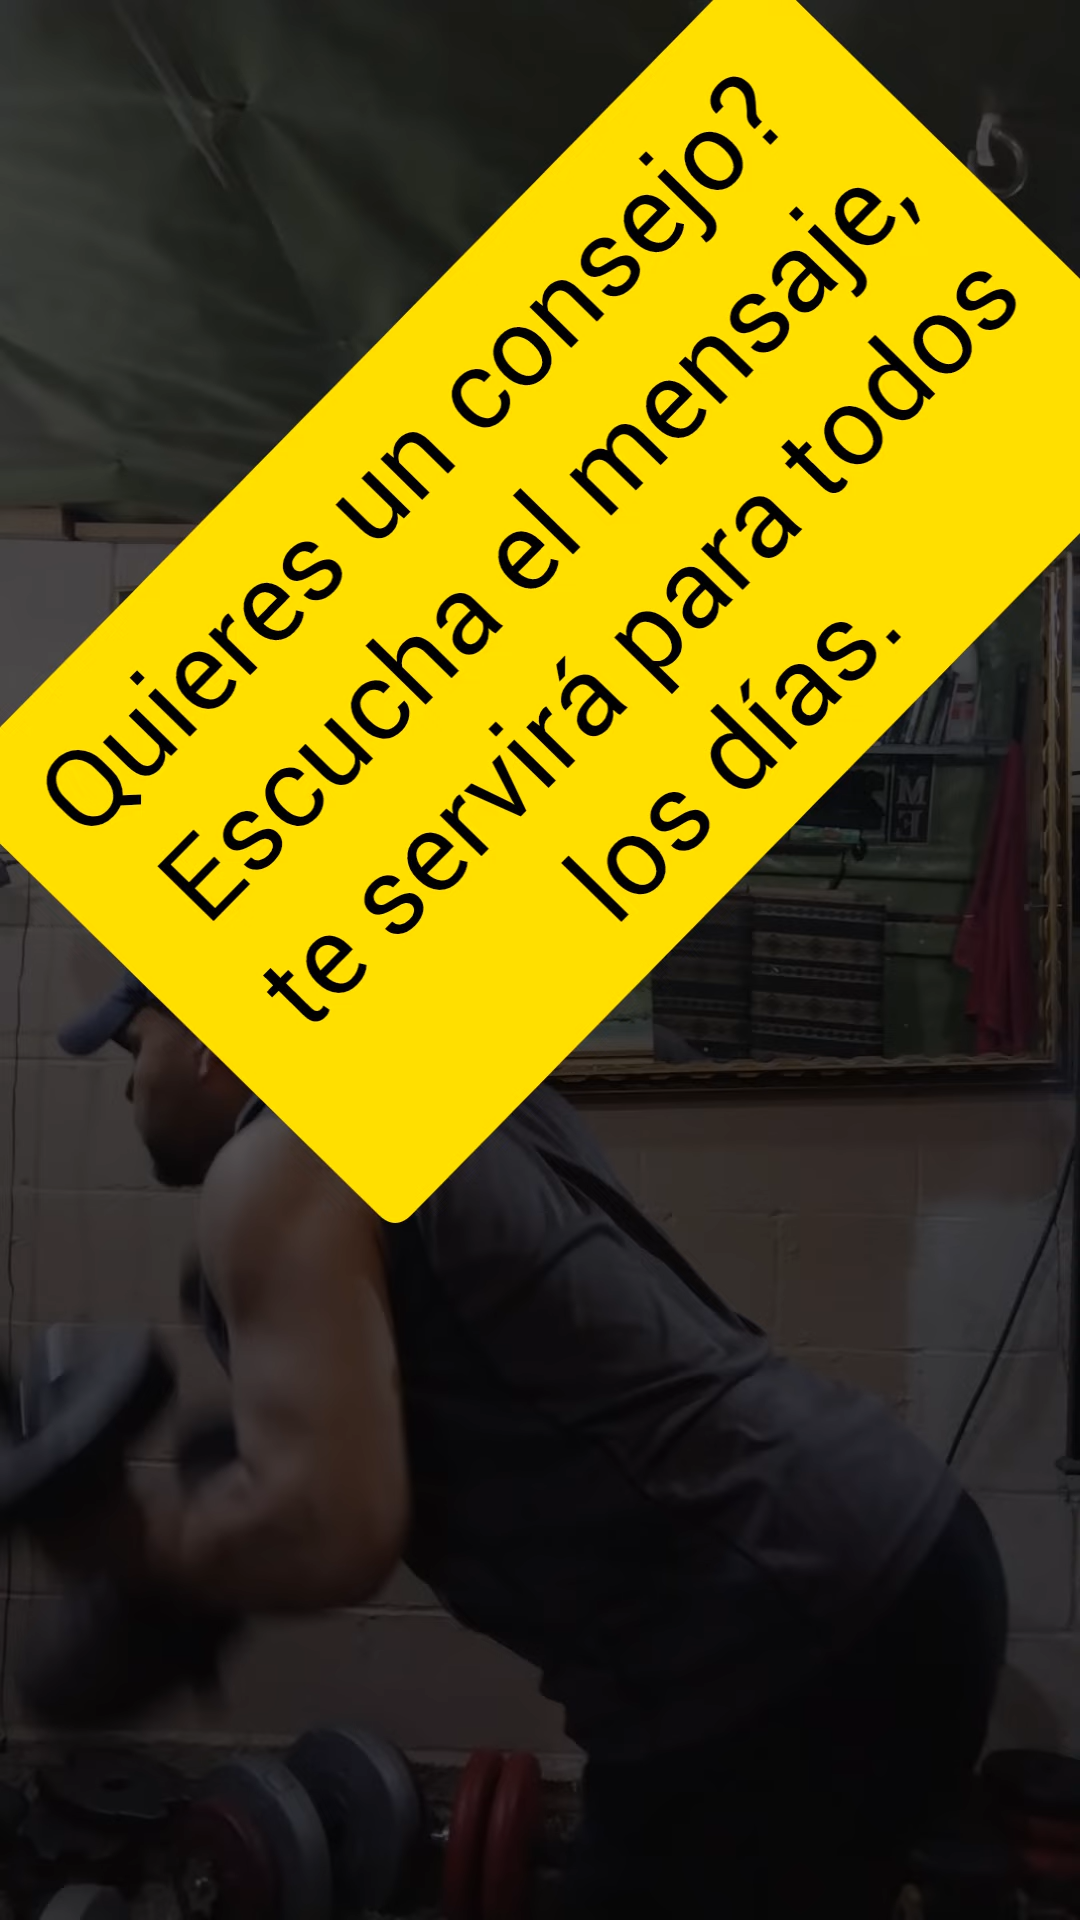 Quieres un consejo?
Escucha el mensaje,
te servirá para todos
los días.